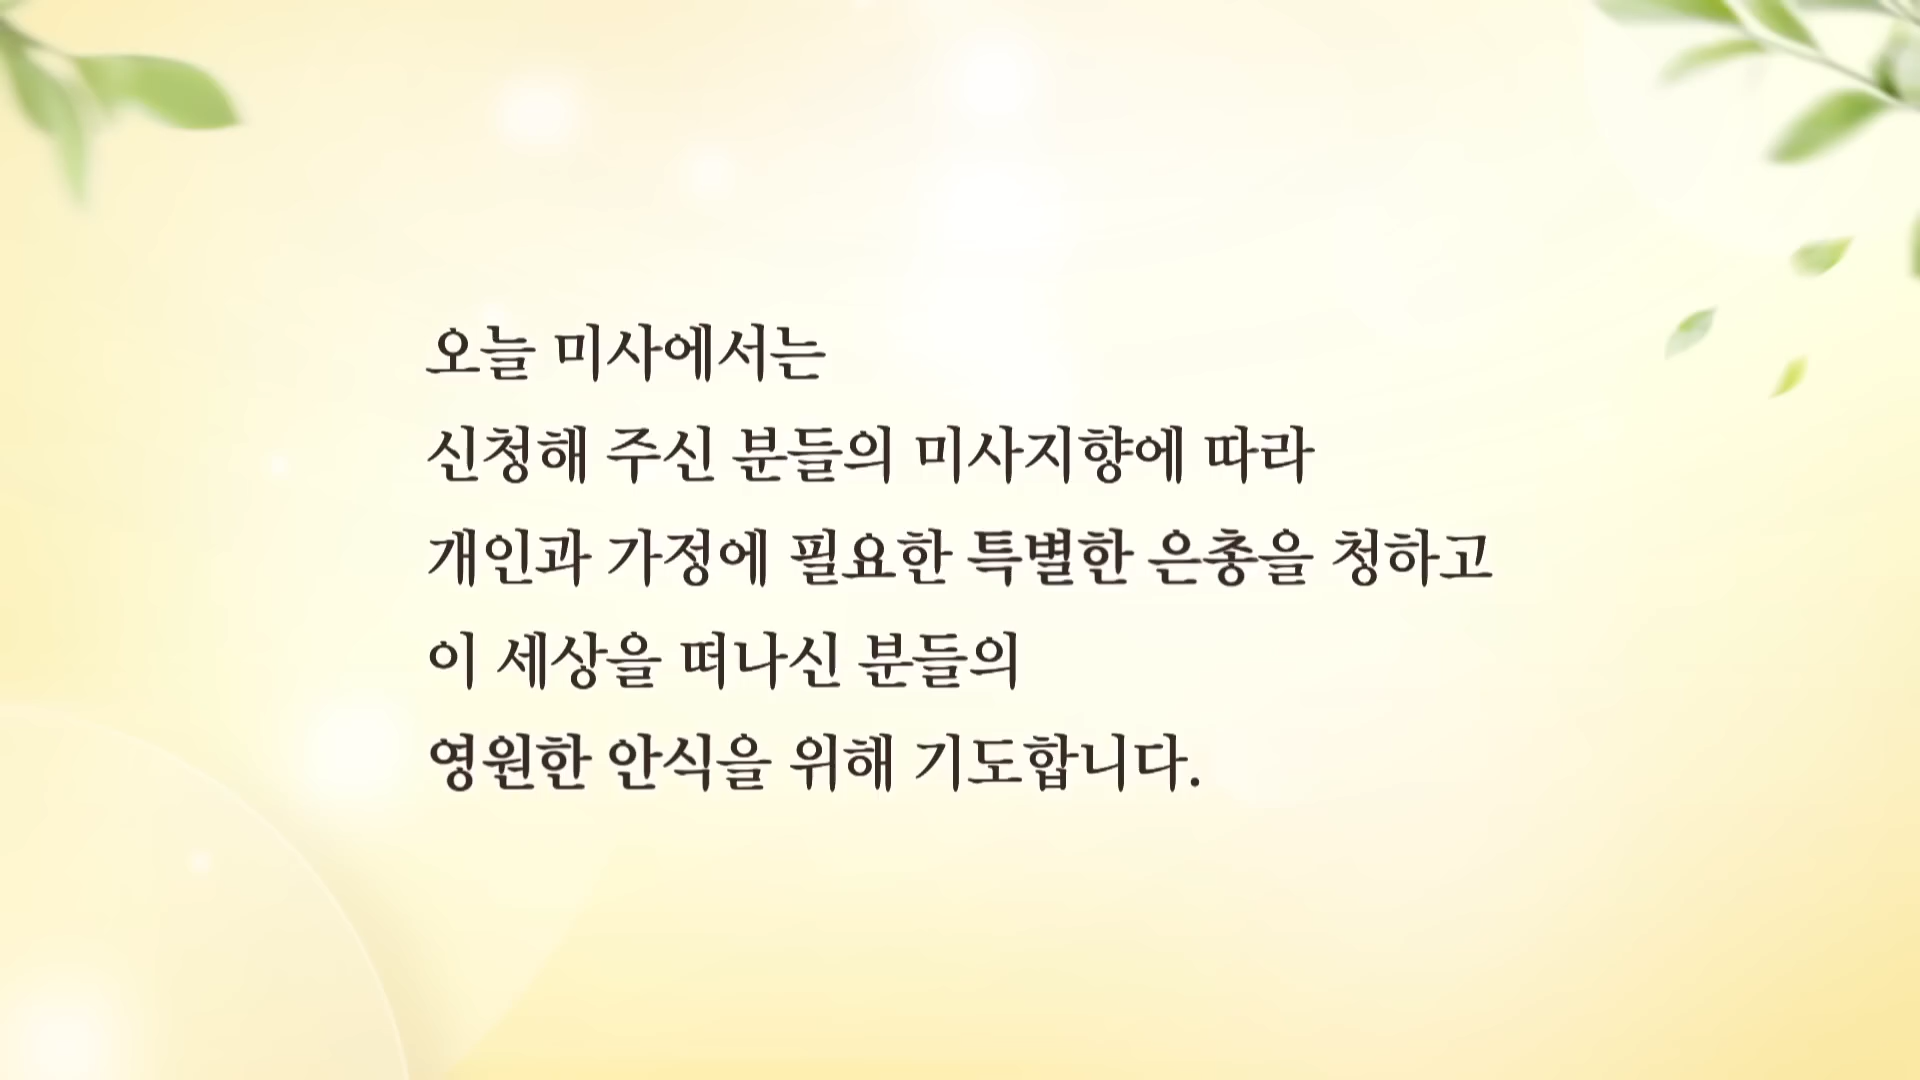 오늘 미사에서는
신청해 주신 분들의 미사지향에 따라
개인과 가정에 필요한 특별한 은총을 청하고
이 세상을 떠나신 분들의
영원한 안식을 위해 기도합니다.